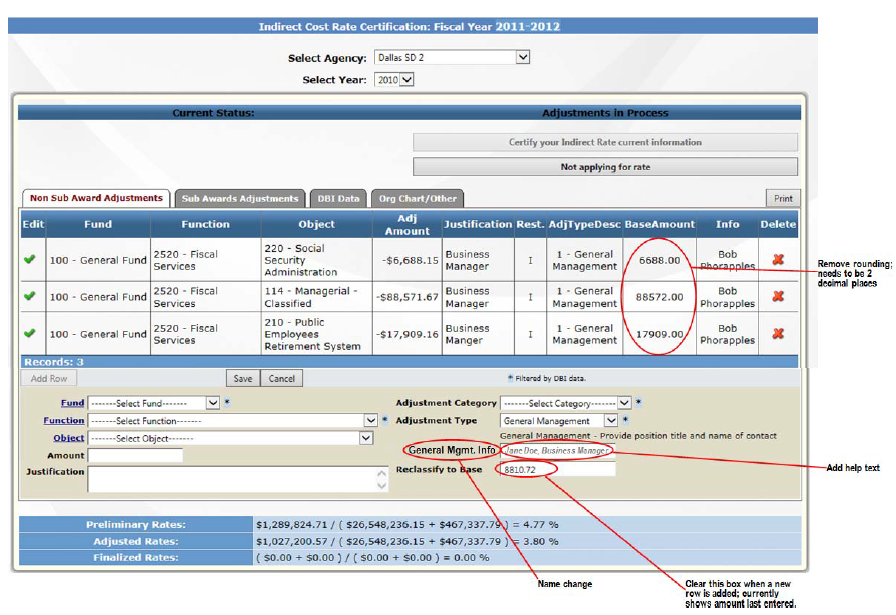 Indirect Cost Rate Certification: Fiscal Year 2011-2012
Select Agency: Dallas SD 2
Select Year: 2010
Current Status: Adjustments in Process
Certify your Indirect Rate current information
Not applying for rate
Non Sub Award Adjustments Sub Awards Adjustments DBI Data Org Chart/Other Print
Edit Fund Function Object Adj Amount Justification Rest. AdjTypeDesc BaseAmount Info Delete
100 - General Fund 2520 - Fiscal Services 220 - Social Security Administration -$6,688.15 Business Manager I 1 - General Management 6688.00 Bob Phorapples
100 - General Fund 2520 - Fiscal Services 114 - Managerial - Classified -$88,571.67 Business Manager I 1 - General Management 88572.00 Bob Phorapples
100 - General Fund 2520 - Fiscal Services 210 - Public Employees Retirement System -$17,909.16 Business Manger I 1 - General Management 17909.00 Bob Phorapples
Remove rounding;
needs to be 2
decimal places
Records: 3
Add Row Save Cancel * Filtered by DBI data.
Fund -------Select Fund------- * Adjustment Category -------Select Category------- *
Function -------Select Function------- * Adjustment Type General Management *
Object -------Select Object------- General Management - Provide position title and name of contact
Amount General Mgmt. Info Jane Doe, Business Manager
Justification Reclassify to Base 8810.72
Add help text
Preliminary Rates: $1,289,824.71 / ( $26,548,236.15 + $467,337.79 ) = 4.77 %
Adjusted Rates: $1,027,200.57 / ( $26,548,236.15 + $467,337.79 ) = 3.80 %
Finalized Rates: ( $0.00 + $0.00 ) / ( $0.00 + $0.00 ) = 0.00 %
Name change
Clear this box when a new
row is added; currently
shows amount last entered.